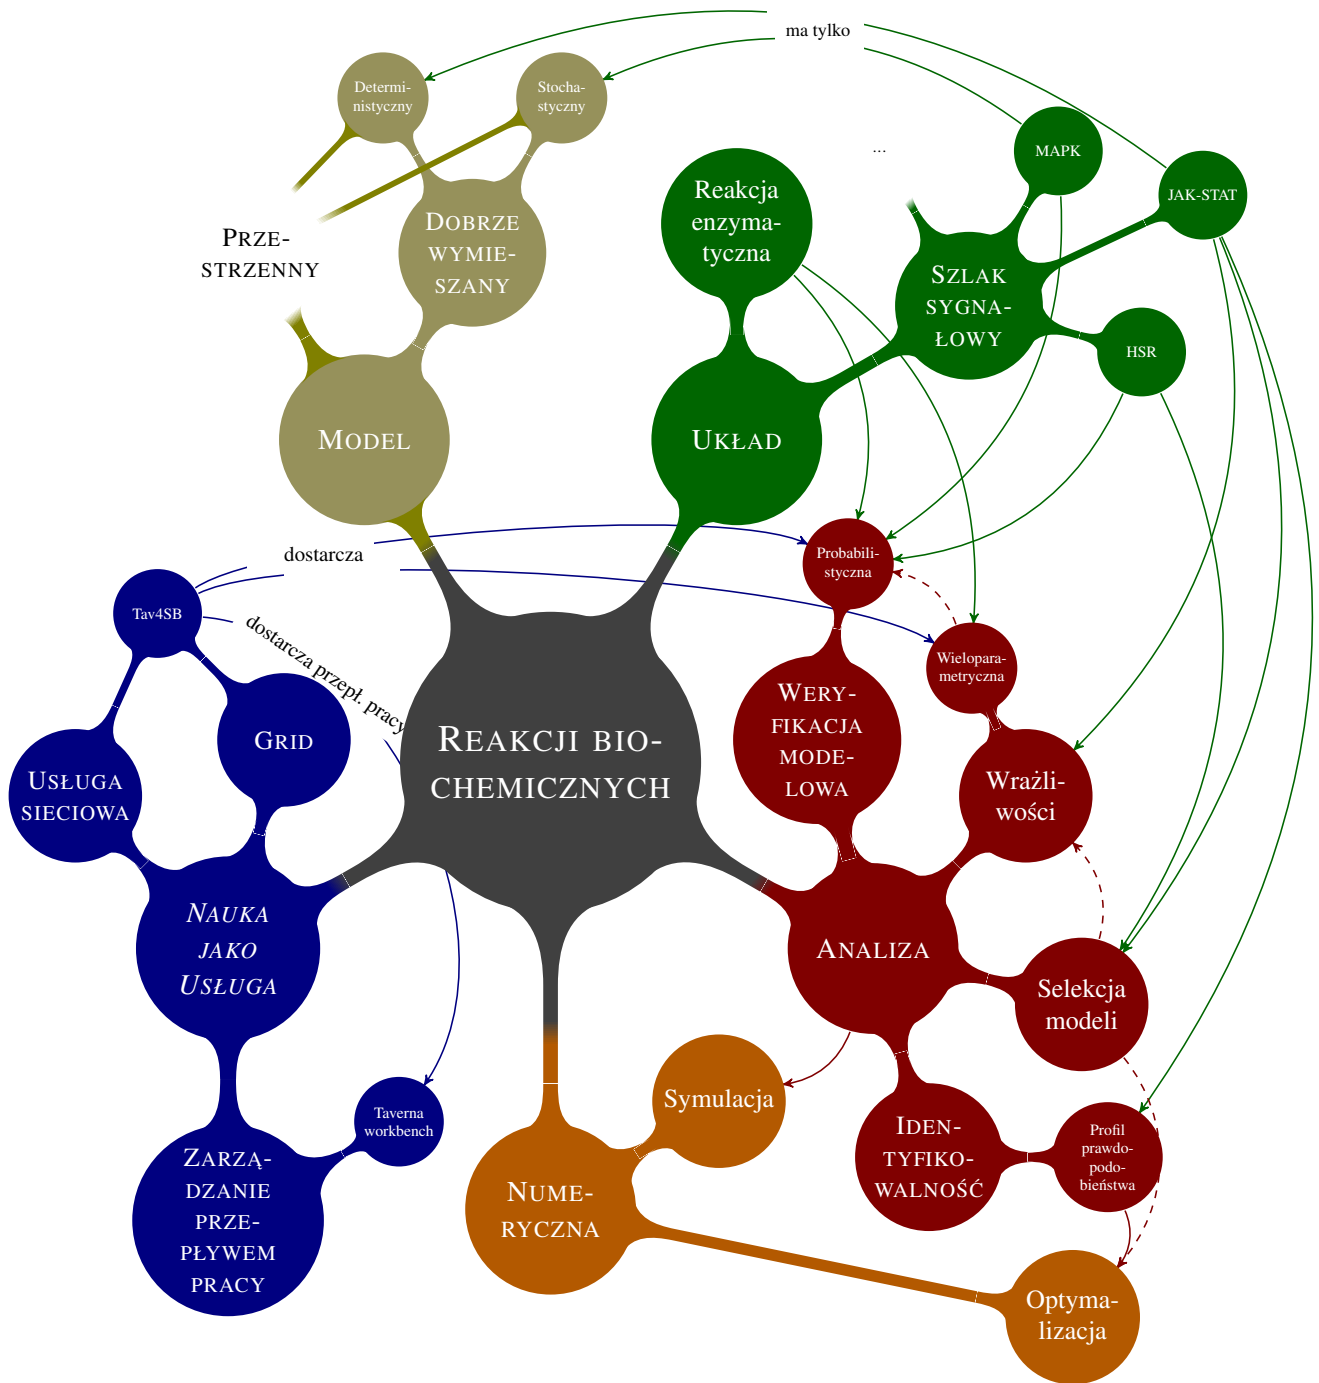 ma tylko
Determi-
nistyczny
Stocha-
styczny
...
MAPK
JAK-STAT
Reakcja
enzyma-
tyczna
PRZE-
STRZENNY
DOBRZE
WYMIE-
SZANY
SZLAK
SYGNA-
ŁOWY
HSR
MODEL
UKŁAD
dostarcza
Probabili-
styczna
Tav4SB
dostarcza przepł. pracy
Wielopara-
metryczna
WERY-
FIKACJA
MODE-
LOWA
GRID
REAKCJI BIO-
CHEMICZNYCH
USŁUGA
SIECIOWA
Wrażli-
wości
NAUKA
JAKO
USŁUGA
ANALIZA
Selekcja
modeli
Symulacja
Taverna
workbench
IDEN-
TYFIKO-
WALNOŚĆ
Profil
prawdo-
podo-
bieństwa
ZARZĄ-
DZANIE
PRZE-
PŁYWEM
PRACY
NUME-
RYCZNA
Optyma-
lizacja